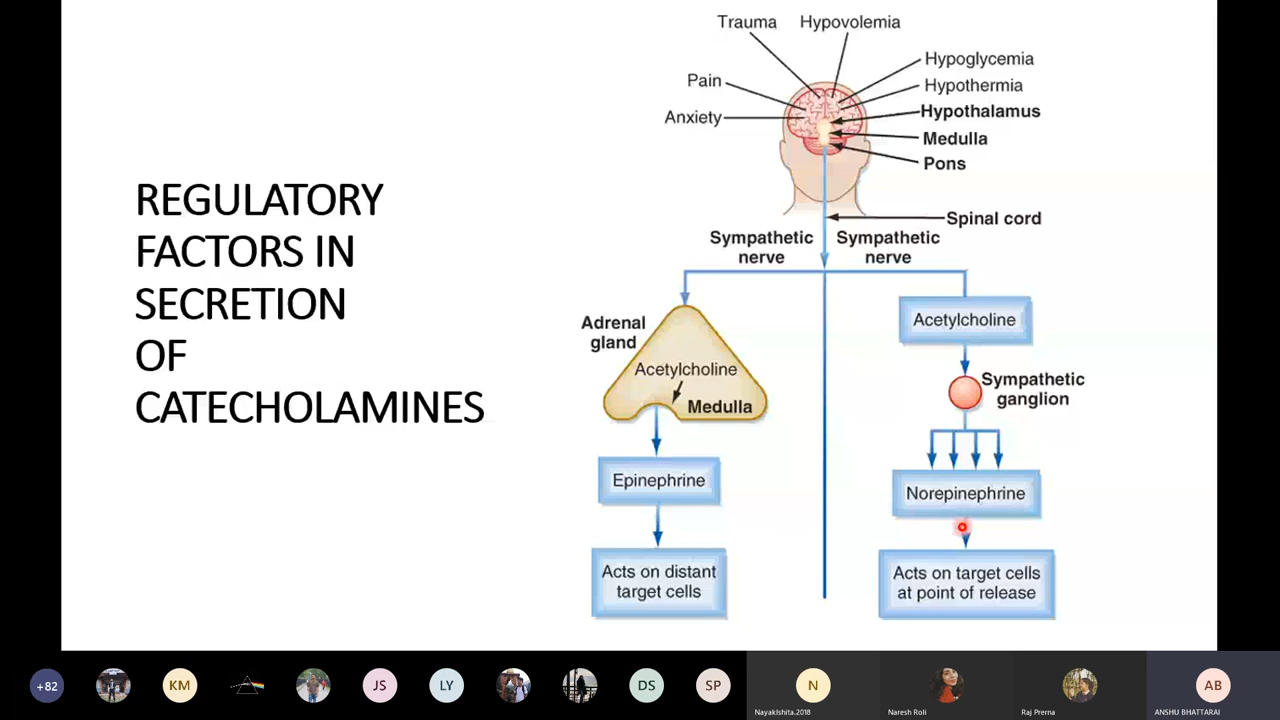 REGULATORY
FACTORS IN
SECRETION
OF
CATECHOLAMINES
Trauma
Hypovolemia
Pain
Anxiety
Hypoglycemia
Hypothermia
Hypothalamus
Medulla
Pons
Spinal cord
Sympathetic
nerve
Sympathetic
nerve
Adrenal
gland
Acetylcholine
Medulla
Epinephrine
Acts on distant
target cells
Acetylcholine
Sympathetic
ganglion
Norepinephrine
Acts on target cells
at point of release
+82
KM
JS
LY
DS
SP
N
NayakIshita.2018
Naresh Roli
Raj Prerna
AB
ANSHU BHATTARAI